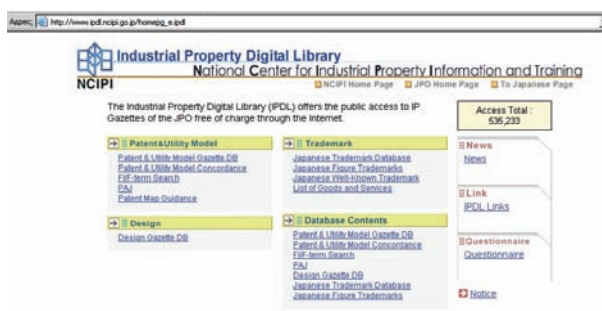 Адрес: http://www.ipdl.ncipi.go.jp/homepg_e.ipdl
Industrial Property Digital Library
National Center for Industrial Property Information and Training
NCIPI
NCIPI Home Page JPO Home Page To Japanese Page
The Industrial Property Digital Library (IPDL) offers the public access to IP
Gazettes of the JPO free of charge through the Internet.
Access Total :
535,233
Patent&Utility Model
Patent & Utility Model Gazette DB
Patent & Utility Model Concordance
FI/F-term Search
PAJ
Patent Map Guidance
Trademark
Japanese Trademark Database
Japanese Figure Trademarks
Japanese Well-Known Trademark
List of Goods and Services
News
News
Link
IPDL Links
Design
Design Gazette DB
Database Contents
Patent & Utility Model Gazette DB
Patent & Utility Model Concordance
FI/F-term Search
PAJ
Design Gazette DB
Japanese Trademark Database
Japanese Figure Trademarks
Questionnaire
Questionnaire
Notice